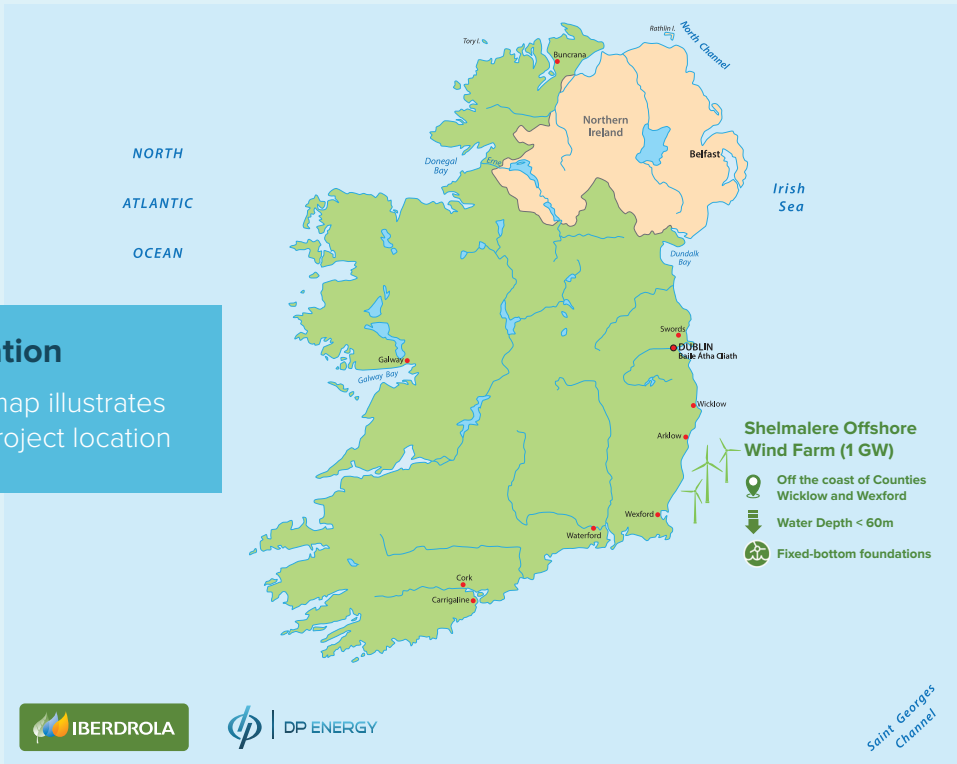 Tory I.
Rathlin I.
North Channel
Buncrana
Northern
Ireland
Belfast
NORTH
ATLANTIC
OCEAN
Donegal
Bay
Erne
Irish
Sea
Dundalk
Bay
Swords
DUBLIN
Baile Átha Cliath
Galway
Galway Bay
Wicklow
Arklow
Wexford
Waterford
Cork
Carrigaline
tion
map illustrates
roject location
Shelmalere Offshore
Wind Farm (1 GW)
Off the coast of Counties
Wicklow and Wexford
Water Depth < 60m
Fixed-bottom foundations
IBERDROLA
DP ENERGY
Saint Georges
Channel